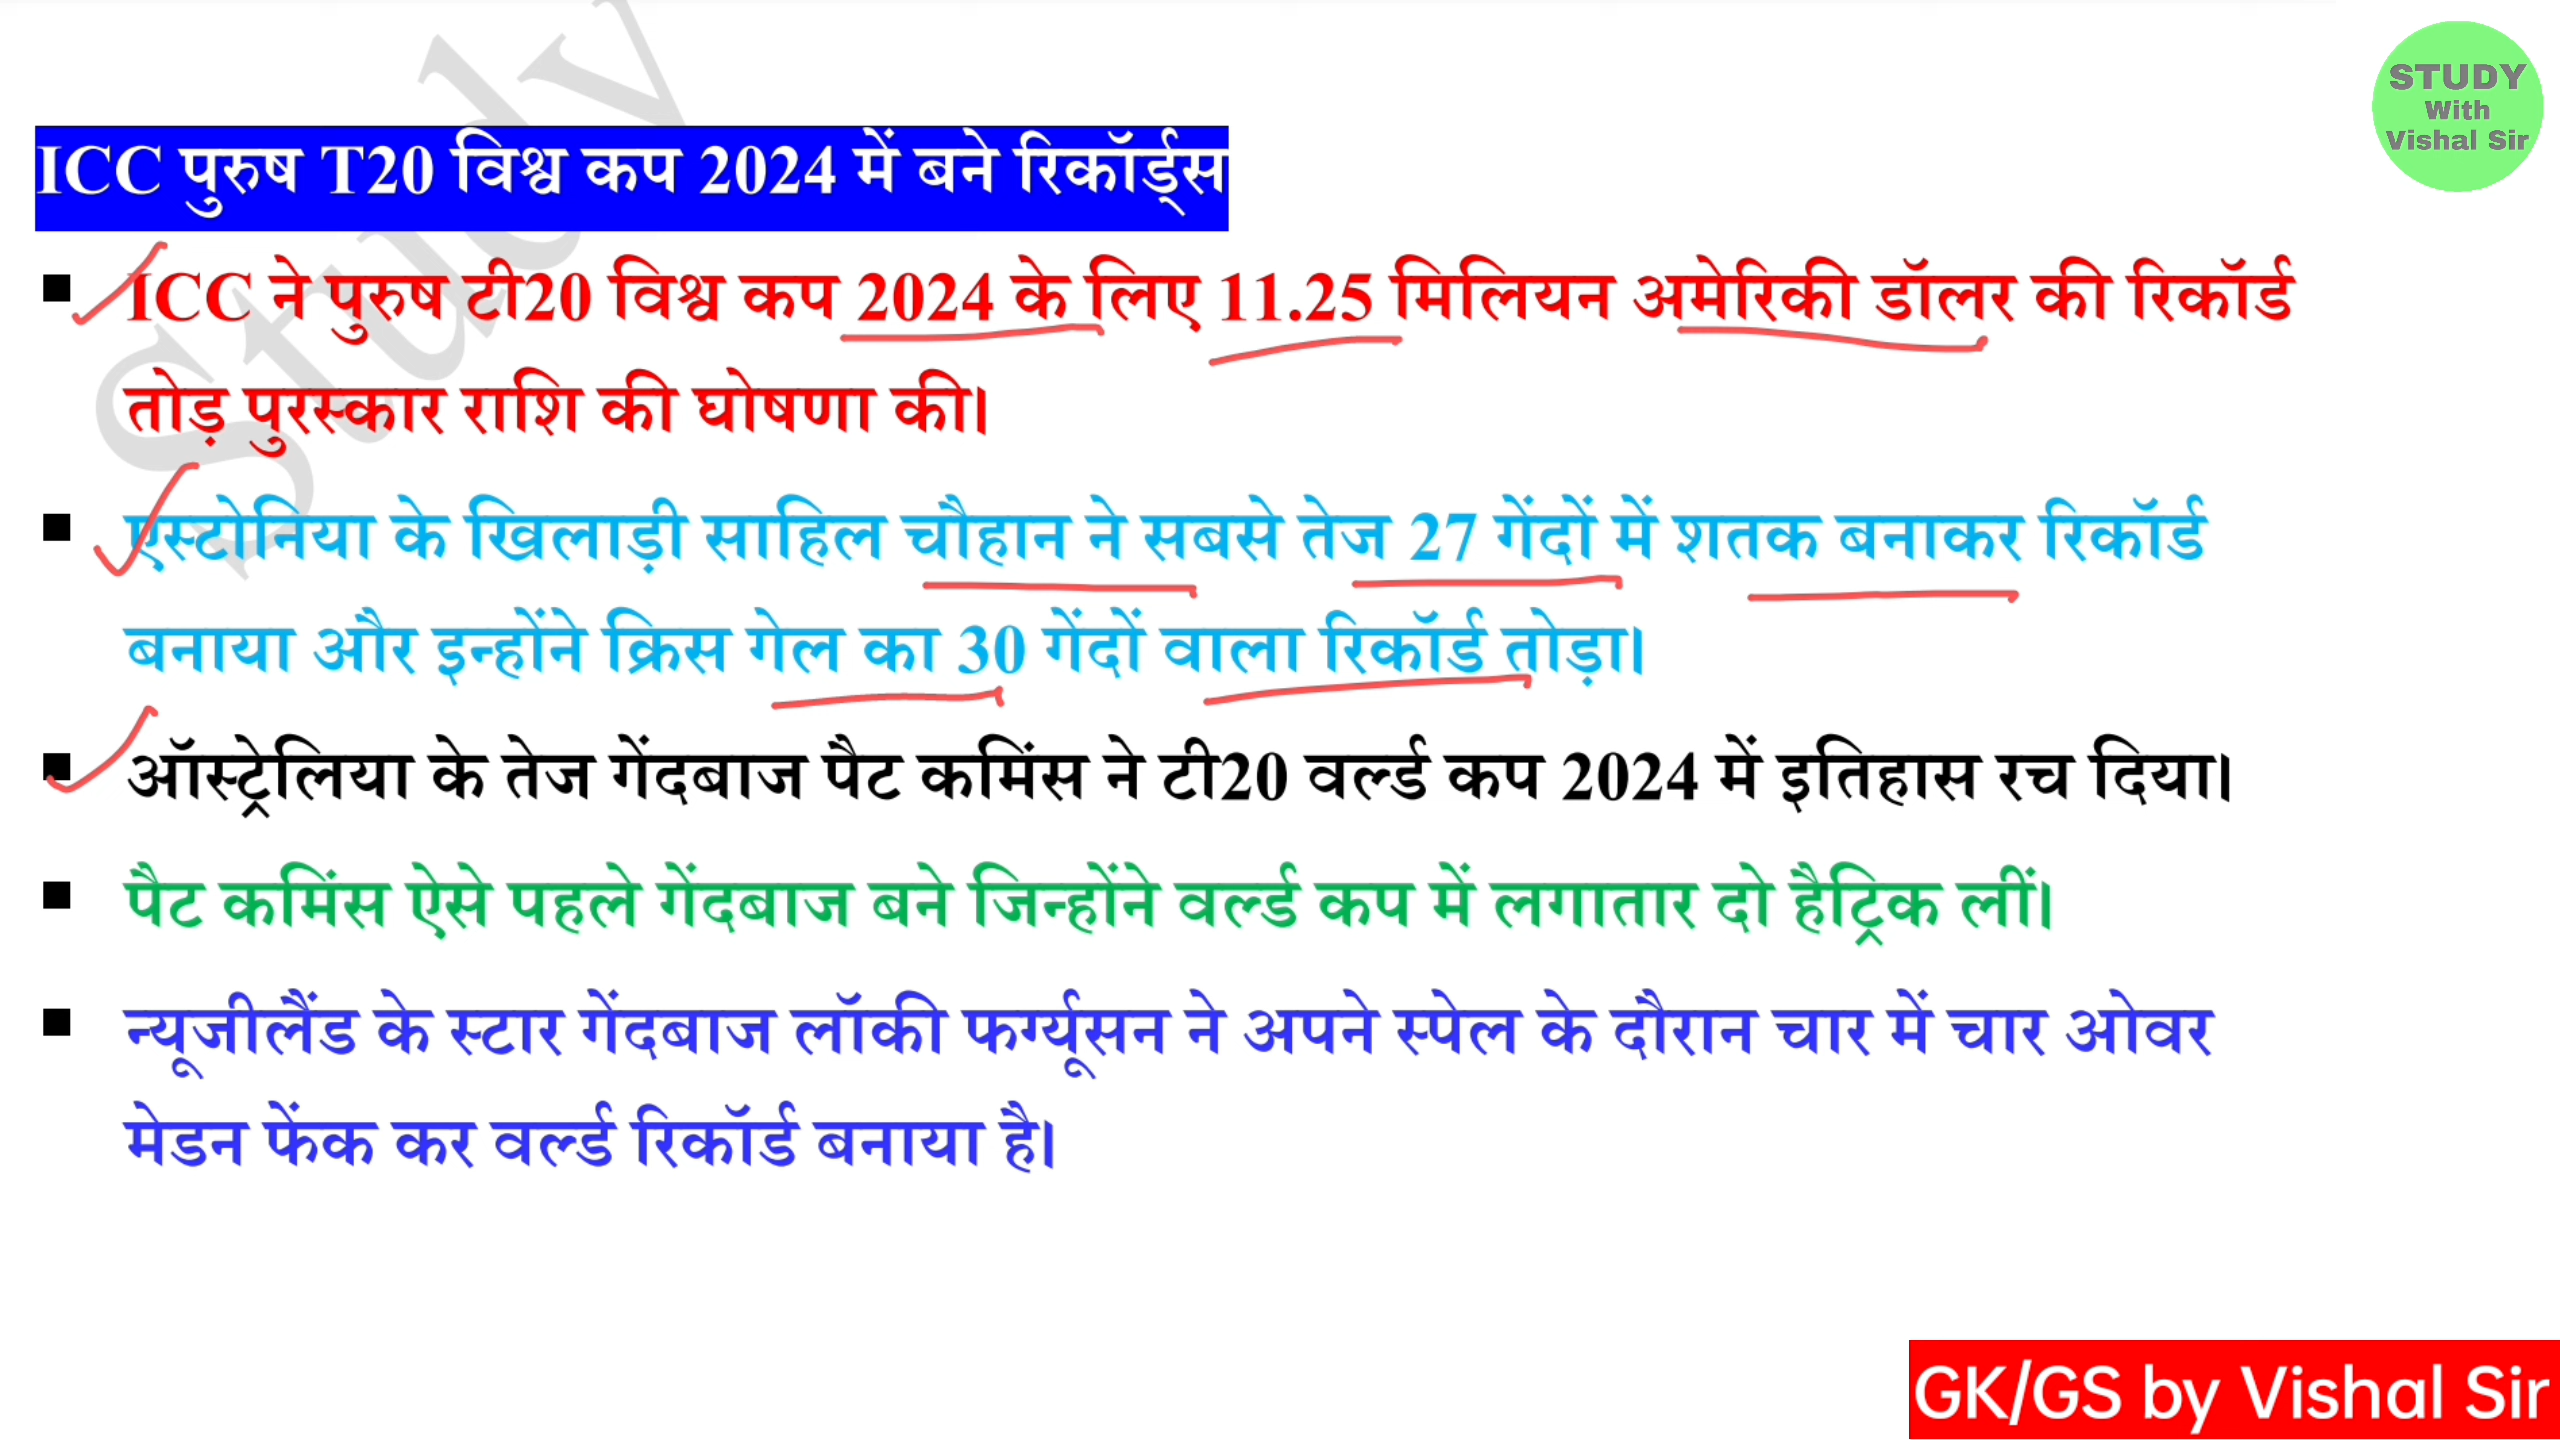 Study
STUDY
With
Vishal Sir
ICC पुरुष T20 विश्व कप 2024 में बने रिकॉर्ड्स
▪ ICC ने पुरुष टी20 विश्व कप 2024 के लिए 11.25 मिलियन अमेरिकी डॉलर की रिकॉर्ड
तोड़ पुरस्कार राशि की घोषणा की।
▪ एस्टोनिया के खिलाड़ी साहिल चौहान ने सबसे तेज 27 गेंदों में शतक बनाकर रिकॉर्ड
बनाया और इन्होंने क्रिस गेल का 30 गेंदों वाला रिकॉर्ड तोड़ा।
▪ ऑस्ट्रेलिया के तेज गेंदबाज पैट कमिंस ने टी20 वर्ल्ड कप 2024 में इतिहास रच दिया।
▪ पैट कमिंस ऐसे पहले गेंदबाज बने जिन्होंने वर्ल्ड कप में लगातार दो हैट्रिक लीं।
▪ न्यूजीलैंड के स्टार गेंदबाज लॉकी फर्ग्यूसन ने अपने स्पेल के दौरान चार में चार ओवर
मेडन फेंक कर वर्ल्ड रिकॉर्ड बनाया है।
GK/GS by Vishal Sir